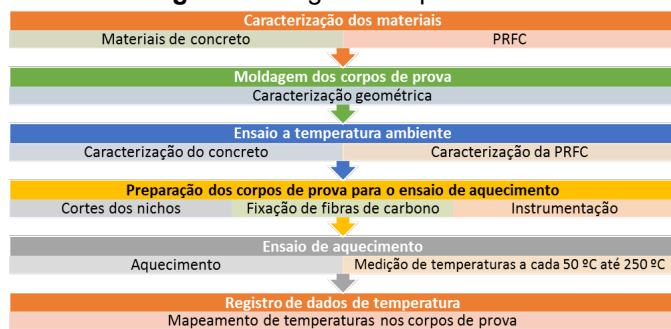 Caracterização dos materiais
Materiais de concreto PRFC
Moldagem dos corpos de prova
Caracterização geométrica
Ensaio a temperatura ambiente
Caracterização do concreto Caracterização da PRFC
Preparação dos corpos de prova para o ensaio de aquecimento
Cortes dos nichos Fixação de fibras de carbono Instrumentação
Ensaio de aquecimento
Aquecimento Medição de temperaturas a cada 50 ºC até 250 ºC
Registro de dados de temperatura
Mapeamento de temperaturas nos corpos de prova